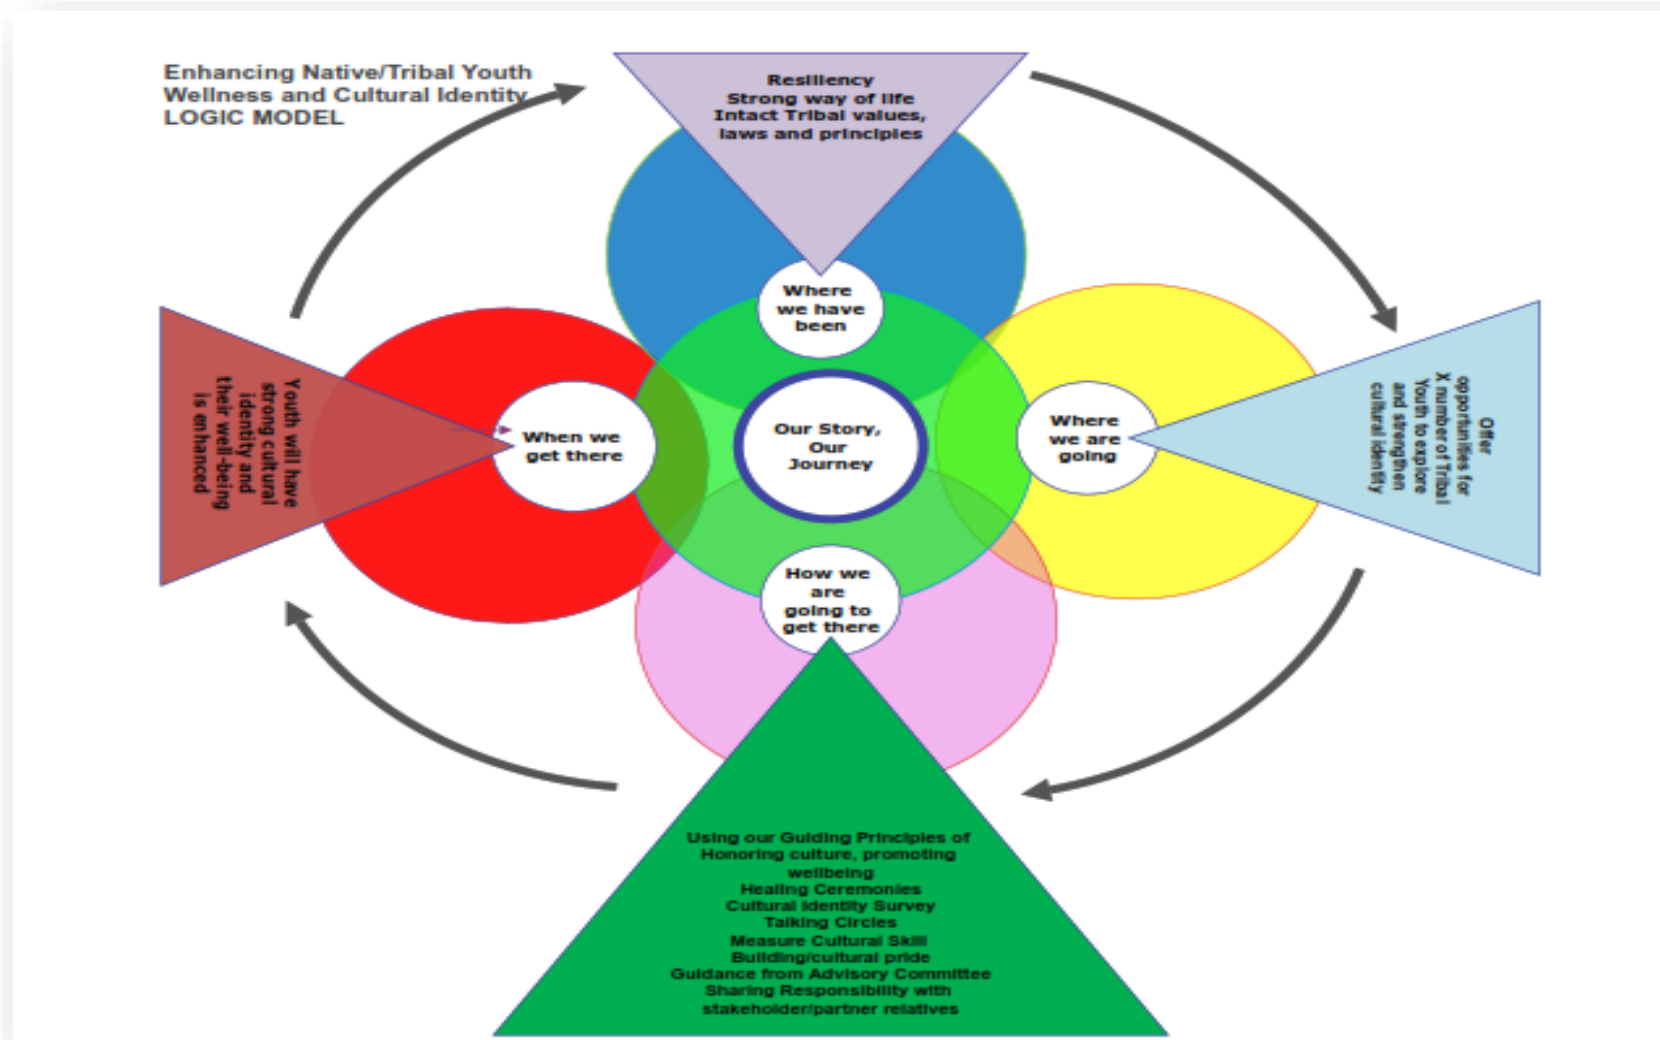 Enhancing Native/Tribal Youth
Wellness and Cultural Identity
LOGIC MODEL
Resiliency
Strong way of life
Intact Tribal values,
laws and principles
Where
we have
been
Offer
opportunities for
X number of Tribal
Youth to explore
and strengthen
cultural identity
Where
we are
going
Our Story,
Our
Journey
When we
get there
Youth will have
strong cultural
identity and
their well-being
is enhanced
How we
are
going to
get there
Using our Guiding Principles of
Honoring culture, promoting
wellbeing
Healing Ceremonies
Cultural Identity Survey
Talking Circles
Measure Cultural Skill
Building/cultural pride
Guidance from Advisory Committee
Sharing Responsibility with
stakeholder/partner relatives